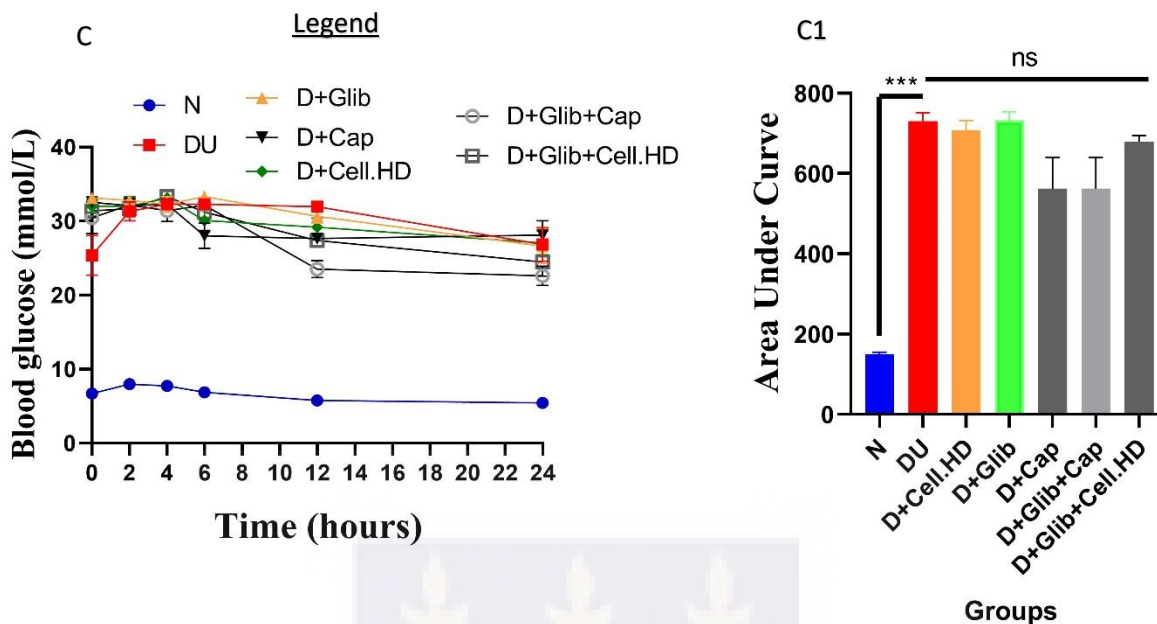 C
Legend
N
DU
D+Glib
D+Cap
D+Cell.HD
D+Glib+Cap
D+Glib+Cell.HD
Blood glucose (mmol/L)
40
30
20
10
0
0 2 4 6 8 10 12 14 16 18 20 22 24
Time (hours)
C1
ns
***
Area Under Curve
800
600
400
200
0
N
DU
D+Cell.HD
D+Glib
D+Cap
D+Glib+Cap
D+Glib+Cell.HD
Groups